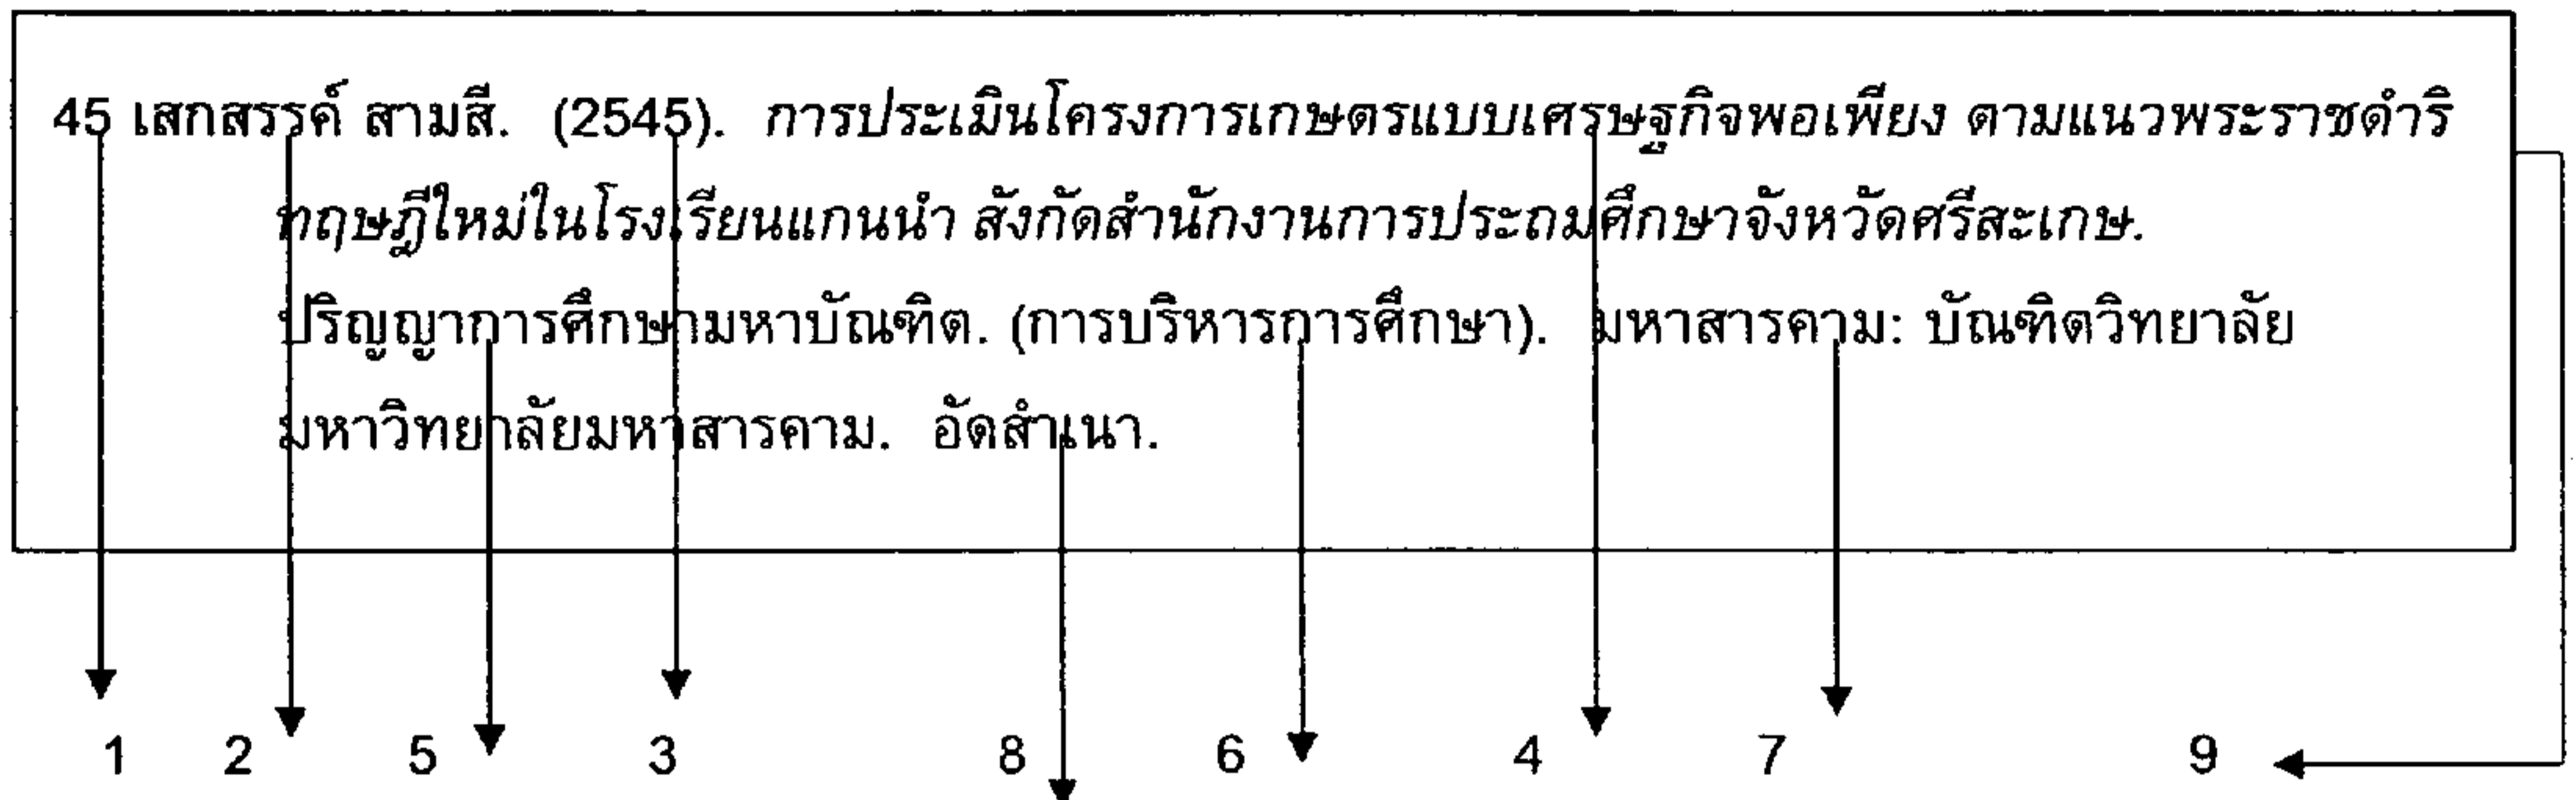 45 เสกสรรค์ สามสี. (2545). การประเมินโครงการเกษตรแบบเศรษฐกิจพอเพียง ตามแนวพระราชดำริ
ทฤษฎีใหม่ในโรงเรียนแกนนำ สังกัดสำนักงานการประถมศึกษาจังหวัดศรีสะเกษ.
ปริญญาการศึกษามหาบัณฑิต. (การบริหารการศึกษา). มหาสารคาม: บัณฑิตวิทยาลัย
มหาวิทยาลัยมหาสารคาม. อัดสำเนา.
1 2 5 3 8 6 4 7 9